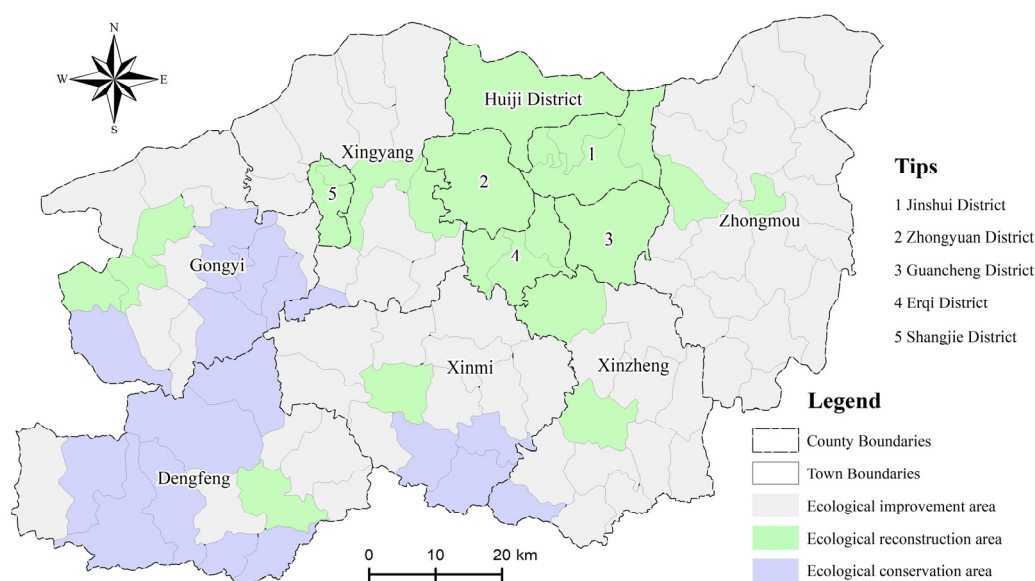 N
W E
S
Huiji District
Xingyang
1
5
2
Zhongmou
3
Gongyi
4
Xinmi
Xinzheng
Dengfeng
0 10 20 km
Tips
1 Jinshui District
2 Zhongyuan District
3 Guancheng District
4 Erqi District
5 Shangjie District
Legend
County Boundaries
Town Boundaries
Ecological improvement area
Ecological reconstruction area
Ecological conservation area